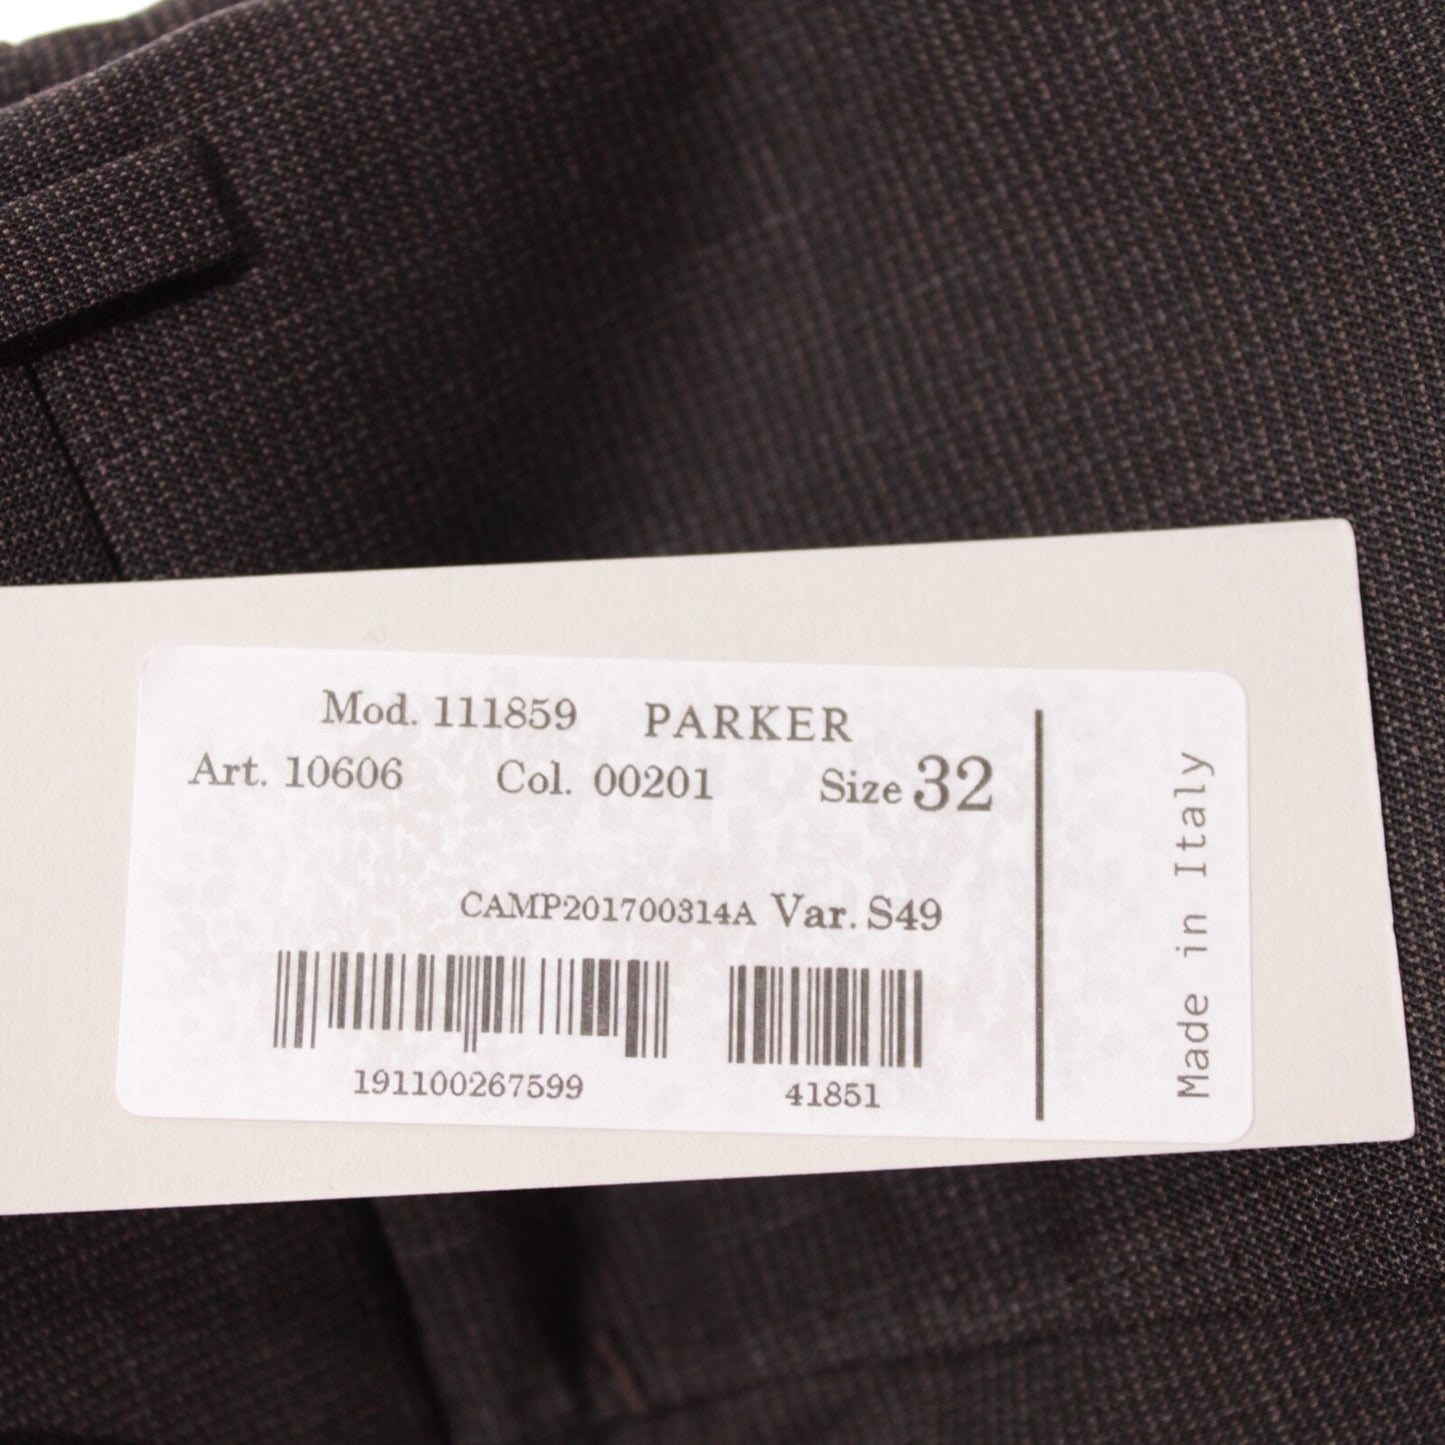 Mod. 111859 PARKER
Art. 10606 Col. 00201 Size 32
CAMP201700314A Var. S49
191100267599 41851
Made in Italy